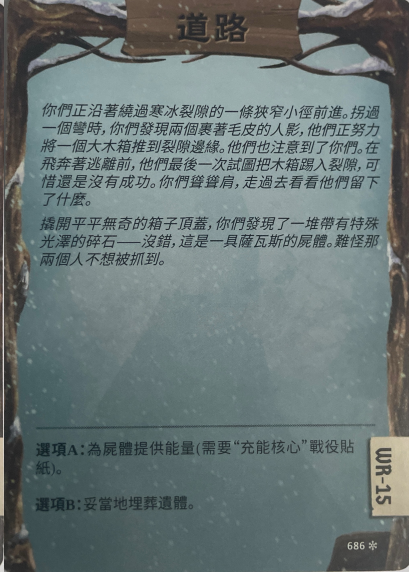 道路
你們正沿著繞過寒冰裂隙的一條狹窄小徑前進。拐過
一個彎時，你們發現兩個裹著毛皮的人影，他們正努力
將一個大木箱推到裂隙邊緣。他們也注意到了你們。在
飛奔著逃離前，他們最後一次試圖把木箱踢入裂隙，可
惜還是沒有成功。你們聳聳肩，走過去看看他們留下
了什麼。
撬開平平無奇的箱子頂蓋，你們發現了一堆帶有特殊
光澤的碎石——沒錯，這是一具薩瓦斯的屍體。難怪那
兩個人不想被抓到。
選項A：為屍體提供能量(需要“充能核心”戰役貼
紙)。
選項B：妥當地埋葬遺體。
WR-15
686 ✻